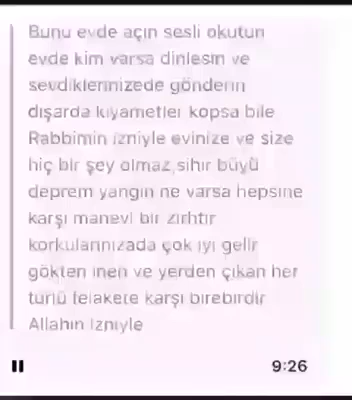 Bunu evde açın sesli okutun
evde kim varsa dinlesin ve
sevdiklerinizede gönderin
dışarda kıyametler kopsa bile
Rabbimin izniyle evinize ve size
hiç bir şey olmaz,sihir büyü
deprem yangın ne varsa hepsine
karşı manevi bir zırhtır
korkularınızada çok iyi gelir
gökten inen ve yerden çıkan her
türlü felakete karşı birebirdir
Allahın izniyle
9:26